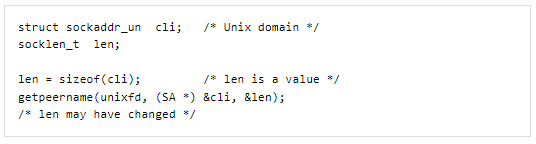 struct sockaddr_un  cli;   /* Unix domain */
socklen_t  len;
len = sizeof(cli);         /* len is a value */
getpeername(unixfd, (SA *) &cli, &len);
/* len may have changed */